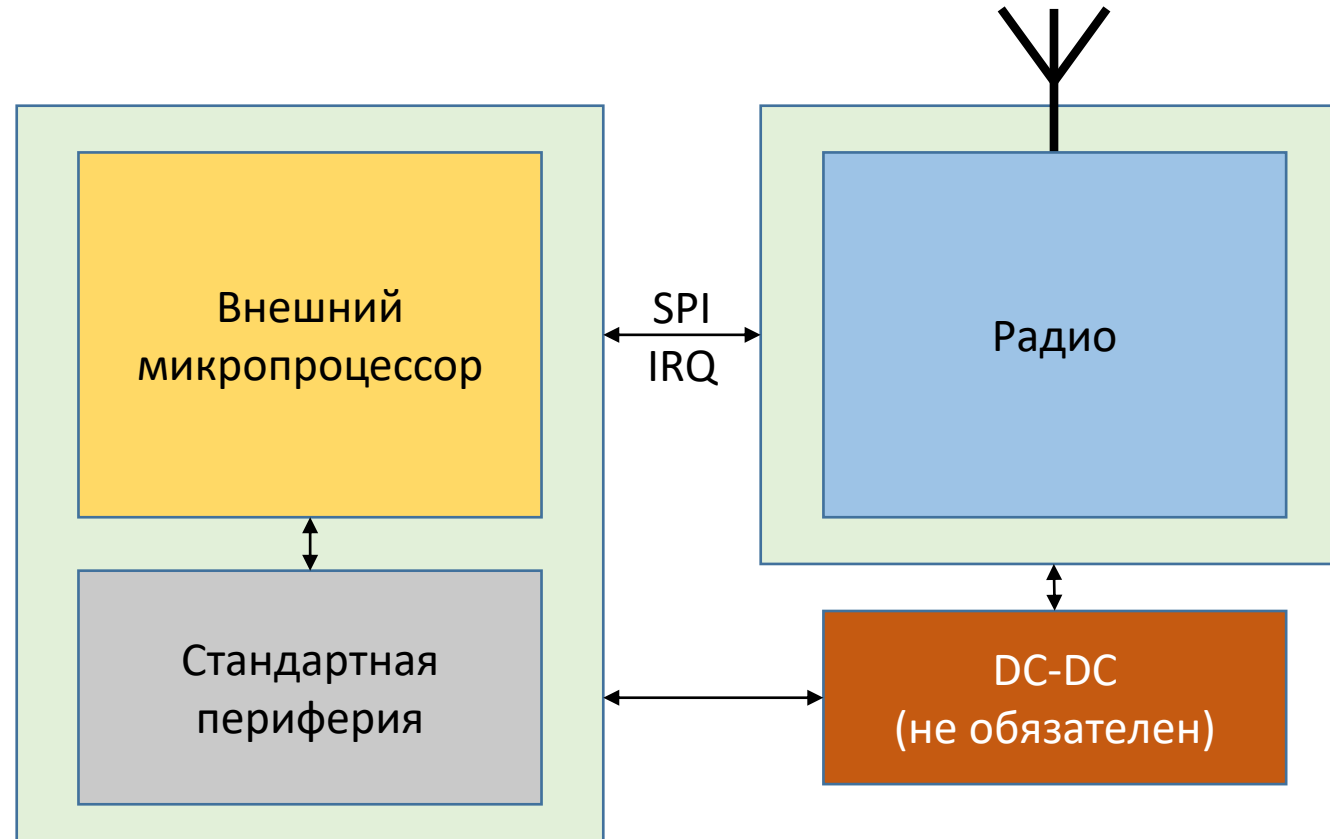 Внешний
микропроцессор
SPI
IRQ
Радио
Стандартная
периферия
DC-DC
(не обязателен)